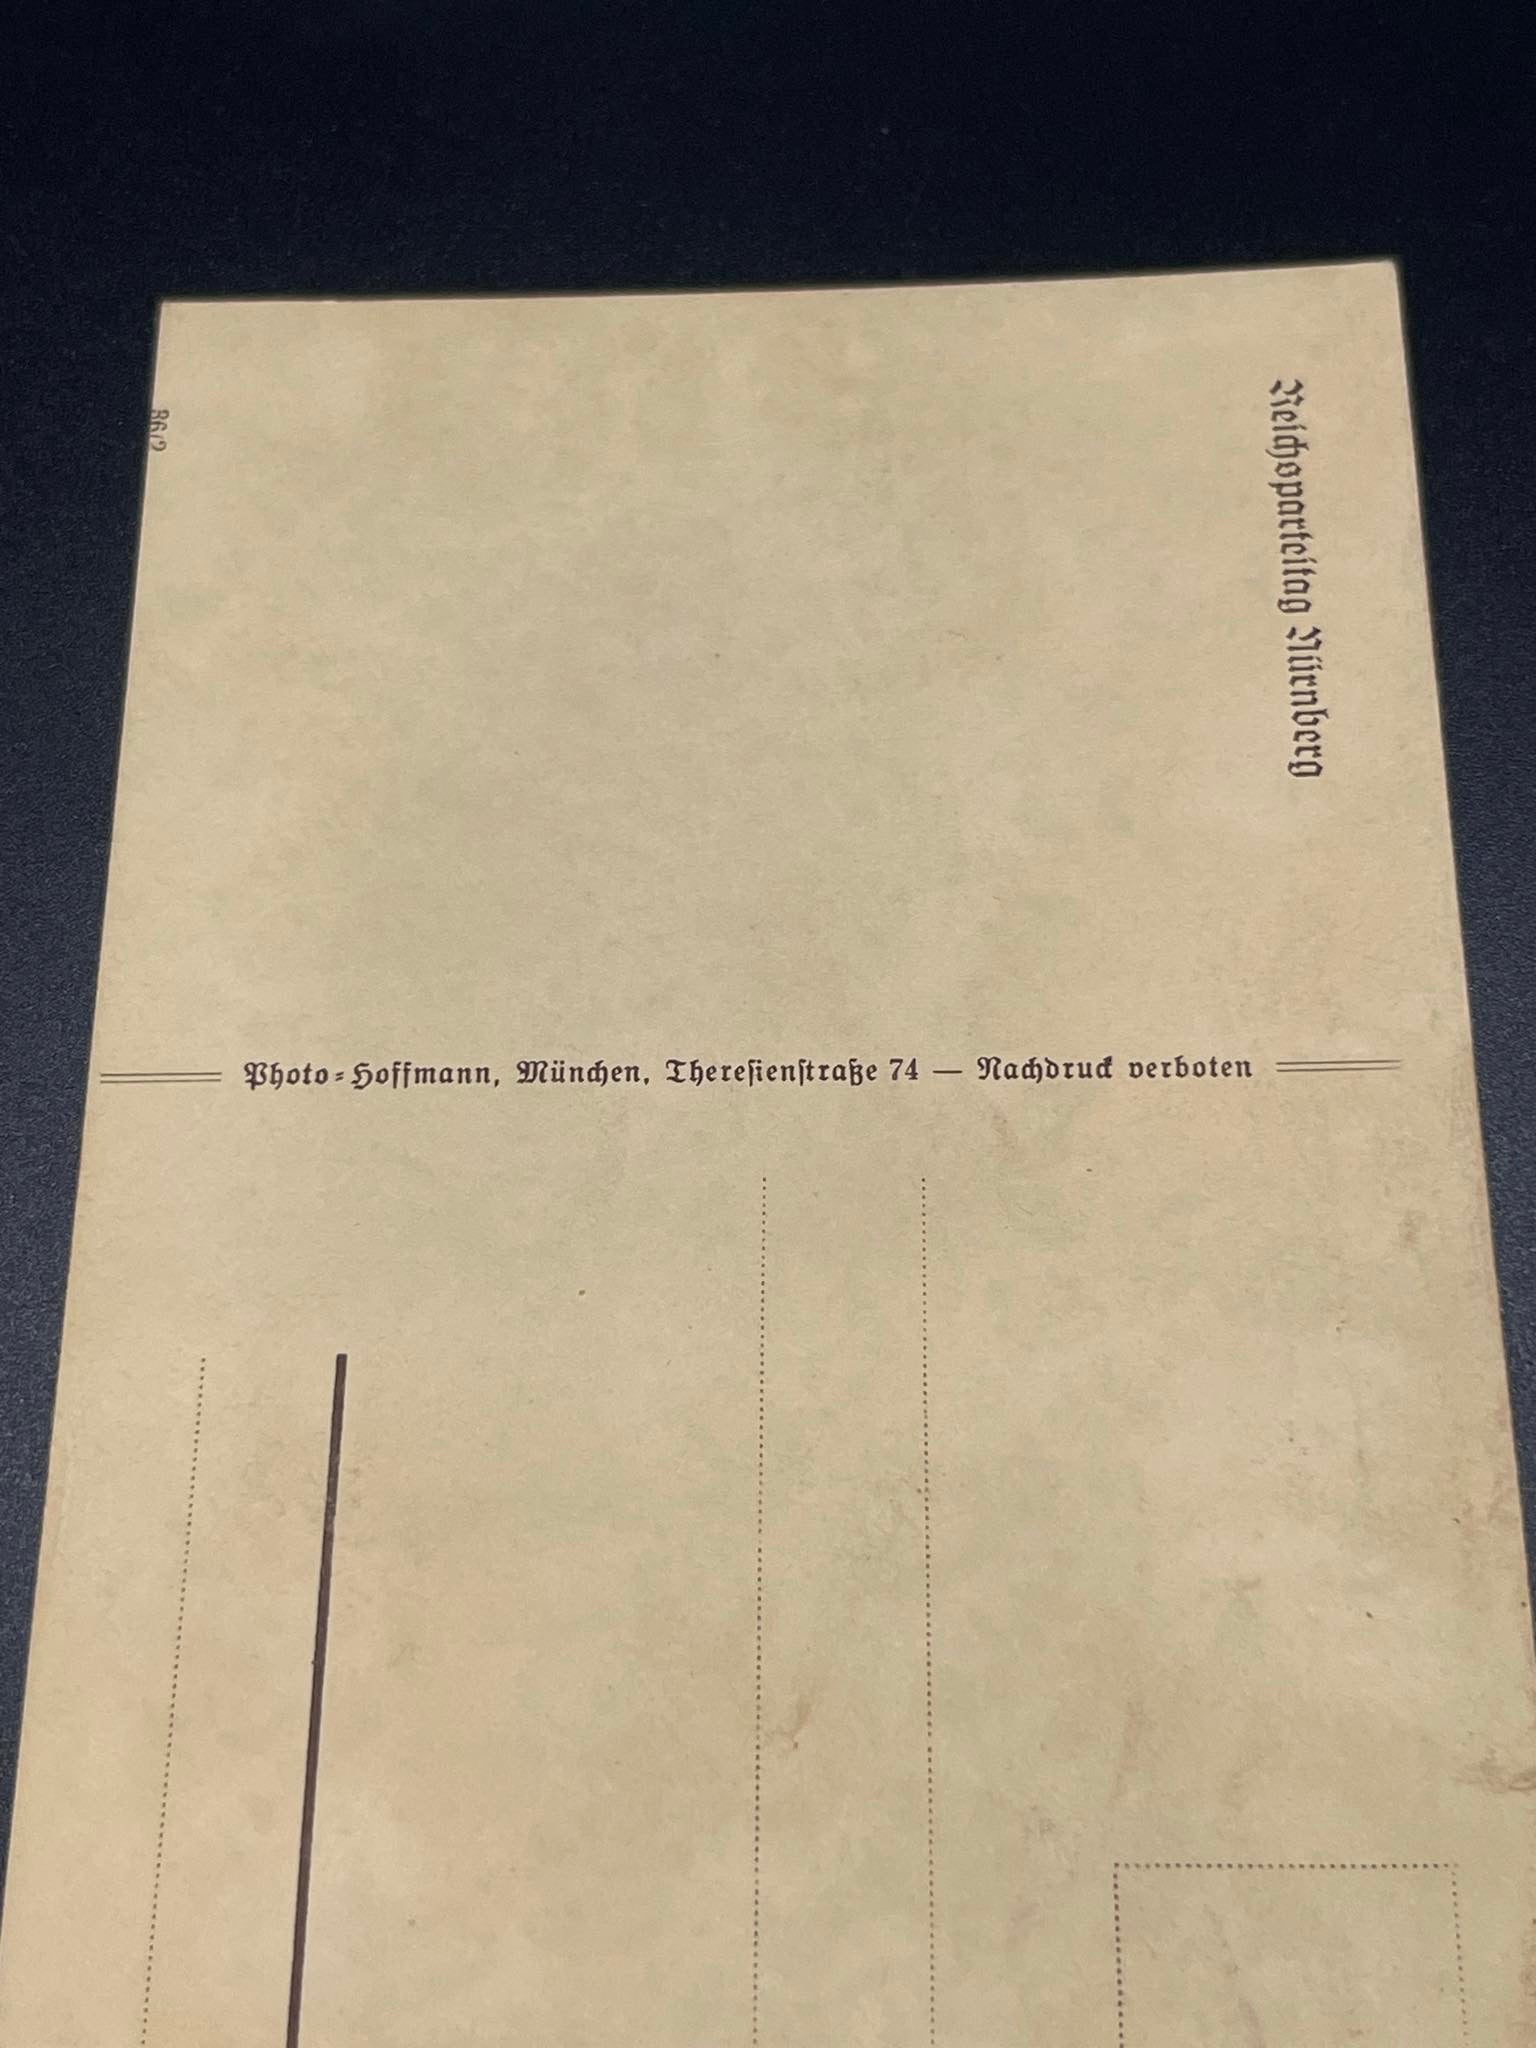 Reichsparteitag Nürnberg
Photo=Hoffmann, München, Theresienstraße 74 — Nachdruck verboten